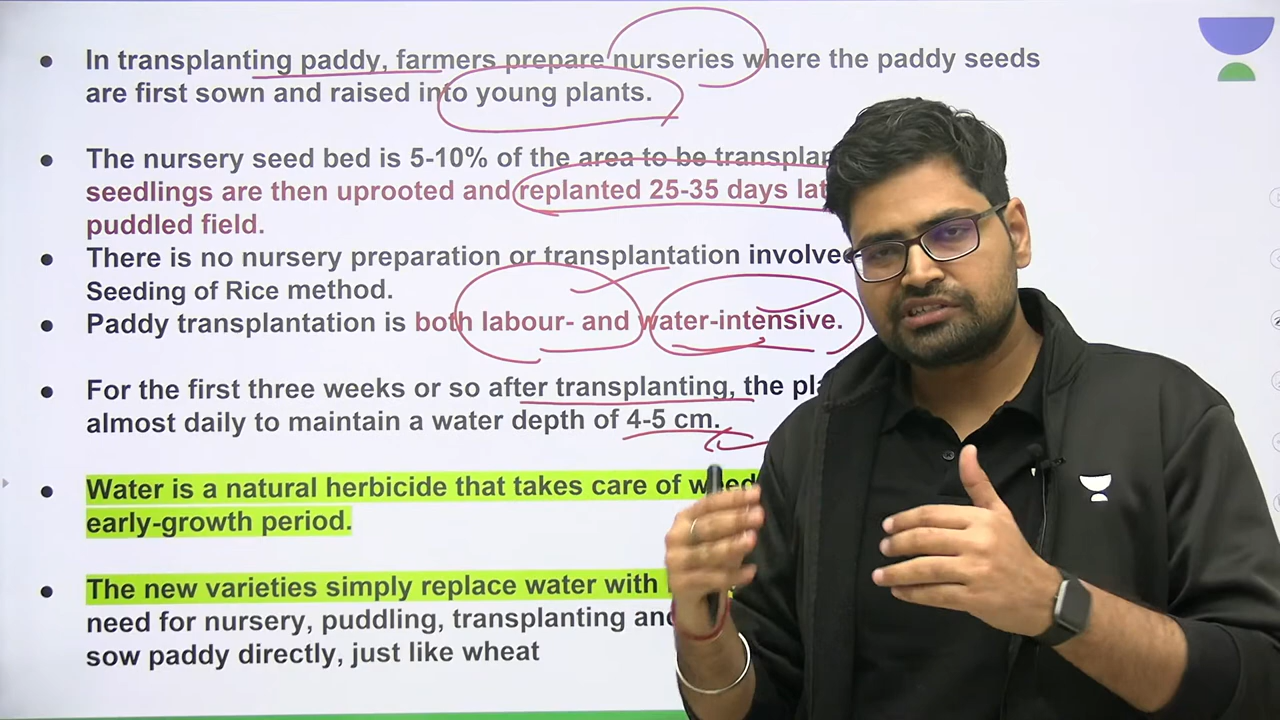 In transplanting paddy, farmers prepare nurseries where the paddy seeds
are first sown and raised into young plants.
The nursery seed bed is 5-10% of the area to be
seedlings are then uprooted and replanted 25-35 days
puddled field.
There is no nursery preparation or transplantation
Seeding of Rice method.
Paddy transplantation is both labour- and water-intensive.
For the first three weeks or so after transplanting, the
almost daily to maintain a water depth of 4-5 cm.
Water is a natural herbicide that takes care of
early-growth period.
The new varieties simply replace water with
need for nursery, puddling, transplanting
sow paddy directly, just like wheat